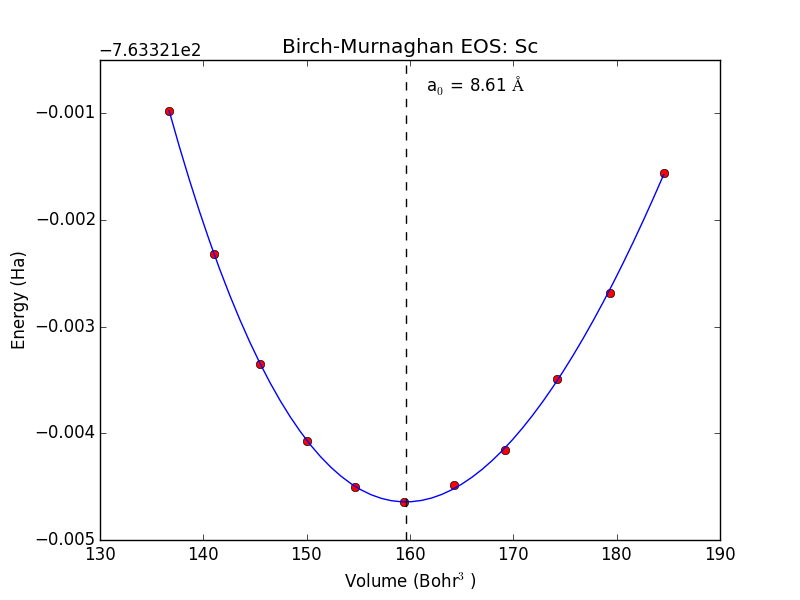 Birch-Murnaghan EOS: Sc
−7.63321e2
a₀ = 8.61 Å
−0.001
−0.002
−0.003
−0.004
−0.005
Energy (Ha)
130 140 150 160 170 180 190
Volume (Bohr³ )